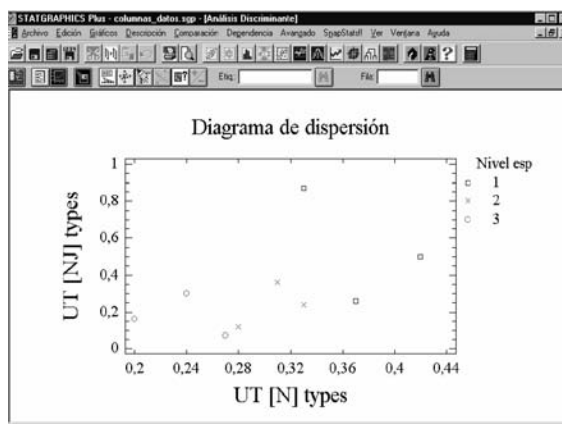 STATGRAPHICS Plus - columnas_datos.sgp - [Análisis Discriminante]
Archivo Edición Gráficos Descripción Comparación Dependencia Avanzado SnapStats!! Ver Ventana Ayuda
Etiq: Fila:
Diagrama de dispersión
UT [NJ] types
1
0,8
0,6
0,4
0,2
0
0,2 0,24 0,28 0,32 0,36 0,4 0,44
UT [N] types
Nivel esp
1
2
3